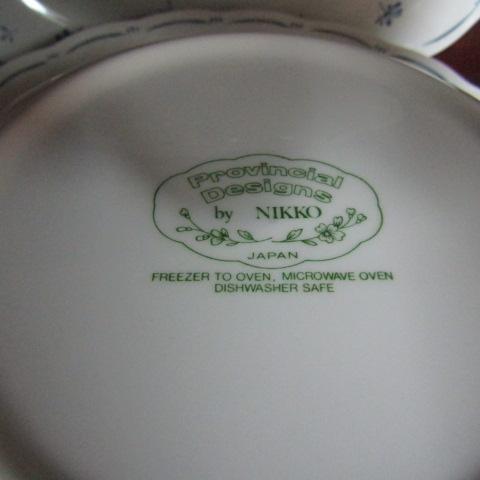 Provincial
Designs
by NIKKO
JAPAN
FREEZER TO OVEN, MICROWAVE OVEN
DISHWASHER SAFE